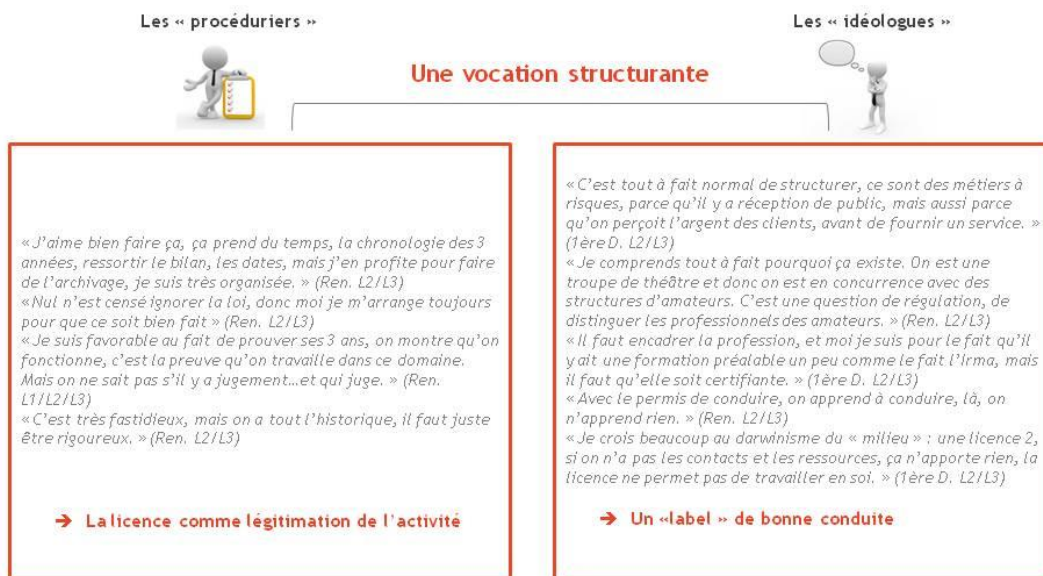 Les « procéduriers »
Les « idéologues »
Une vocation structurante
« J'aime bien faire ça, ça prend du temps, la chronologie des 3
années, ressortir le bilan, les dates, mais j'en profite pour faire
de l'archivage, je suis très organisée. » (Ren. L2/L3)
« Nul n'est censé ignorer la loi, donc moi je m'arrange toujours
pour que ce soit bien fait » (Ren. L2/L3)
« Je suis favorable au fait de prouver ses 3 ans, on montre qu'on
fonctionne, c'est la preuve qu'on travaille dans ce domaine.
Mais on ne sait pas s'il y a jugement...et qui juge. » (Ren.
L1/L2/L3)
« C'est très fastidieux, mais on a tout l'historique, il faut juste
être rigoureux. » (Ren. L2/L3)
➔ La licence comme légitimation de l'activité
« C'est tout à fait normal de structurer, ce sont des métiers à
risques, parce qu'il y a réception de public, mais aussi parce
qu'on perçoit l'argent des clients, avant de fournir un service. »
(1ère D. L2/L3)
« Je comprends tout à fait pourquoi ça existe. On est une
troupe de théâtre et donc on est en concurrence avec des
structures d'amateurs. C'est une question de régulation, de
distinguer les professionnels des amateurs. » (Ren. L2/L3)
« Il faut encadrer la profession, et moi je suis pour le fait qu'il
y ait une formation préalable un peu comme le fait l'Irma, mais
il faut qu'elle soit certifiante. » (1ère D. L2/L3)
« Avec le permis de conduire, on apprend à conduire, là, on
n'apprend rien. » (Ren. L2/L3)
« Je crois beaucoup au darwinisme du « milieu » : une licence 2,
si on n'a pas les contacts et les ressources, ça n'apporte rien, la
licence ne permet pas de travailler en soi. » (1ère D. L2/L3)
➔ Un «label » de bonne conduite